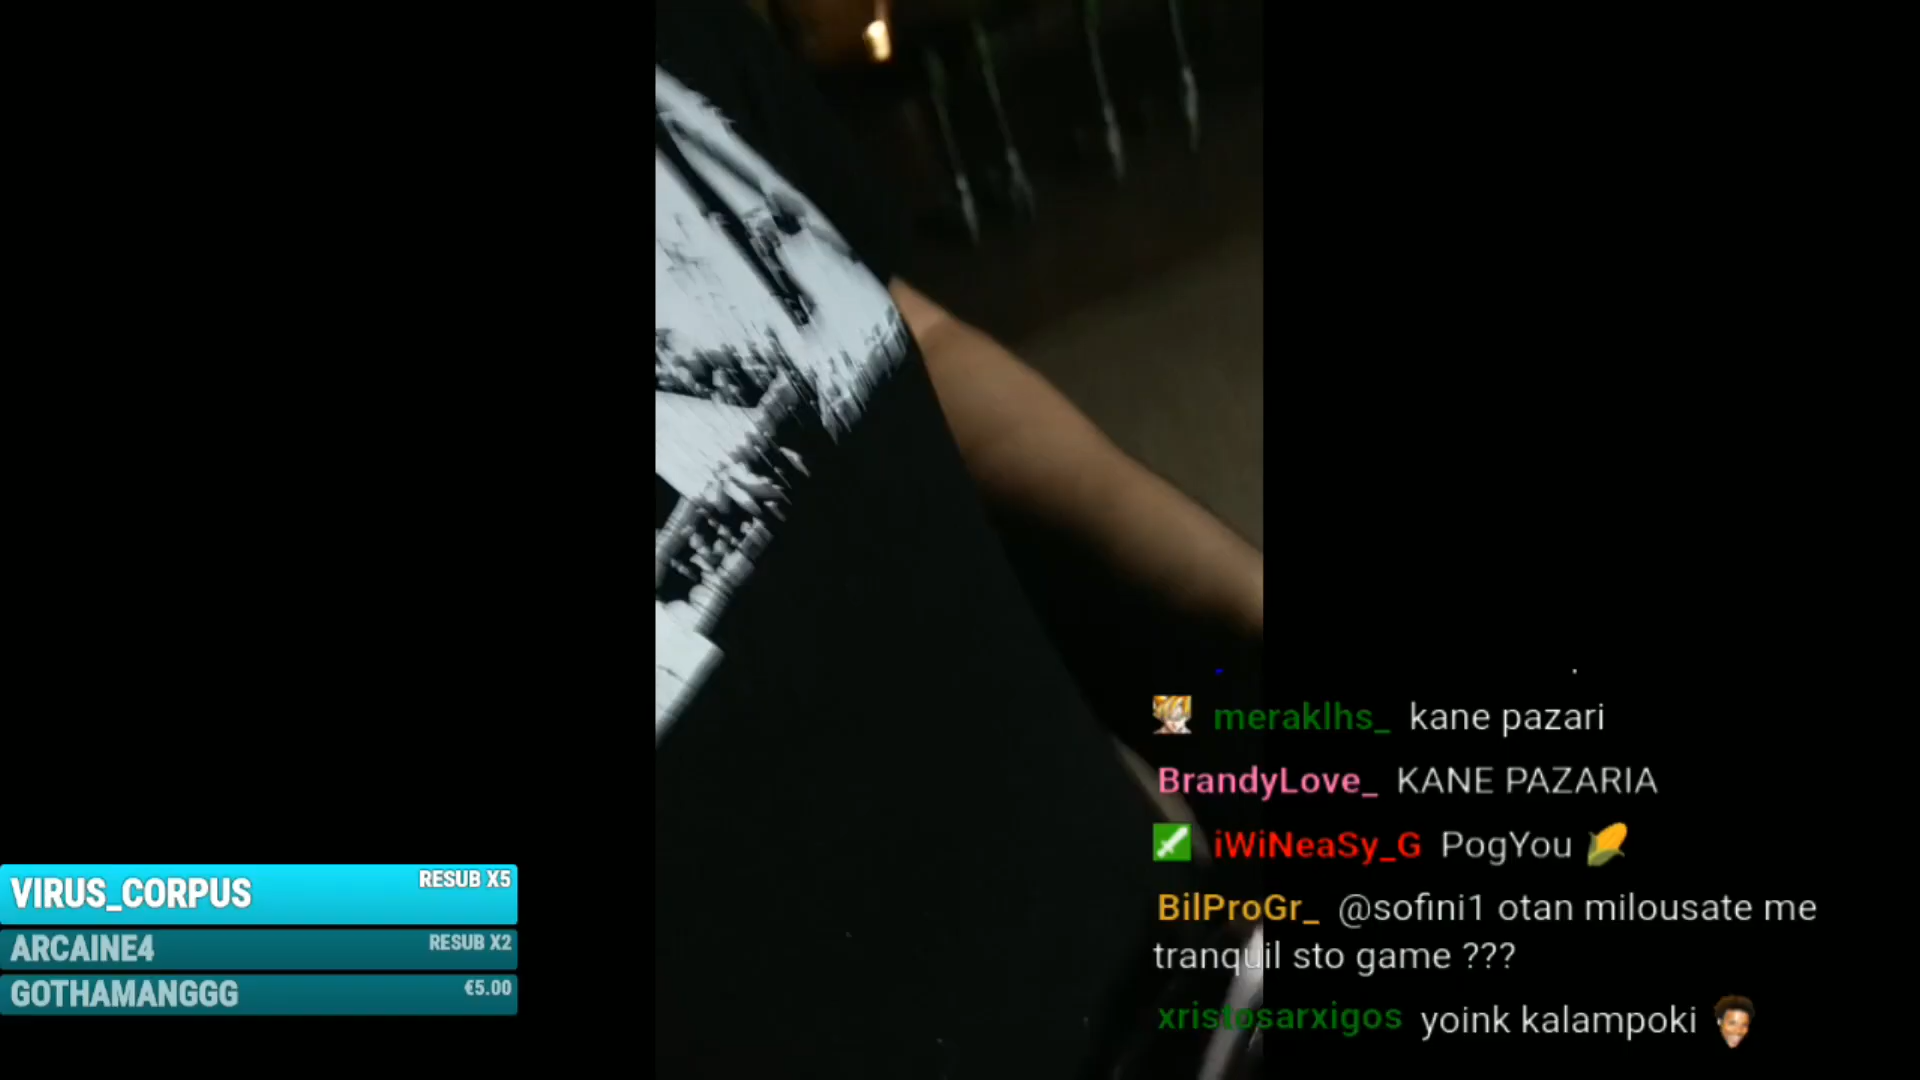 meraklhs_ kane pazari
BrandyLove_ KANE PAZARIA
iWiNeaSy_G PogYou
BilProGr_ @sofini1 otan milousate me
tranquil sto game ???
xristosarxigos yoink kalampoki
VIRUS_CORPUS RESUB X5
ARCAINE4 RESUB X2
GOTHAMANGGG €5.00